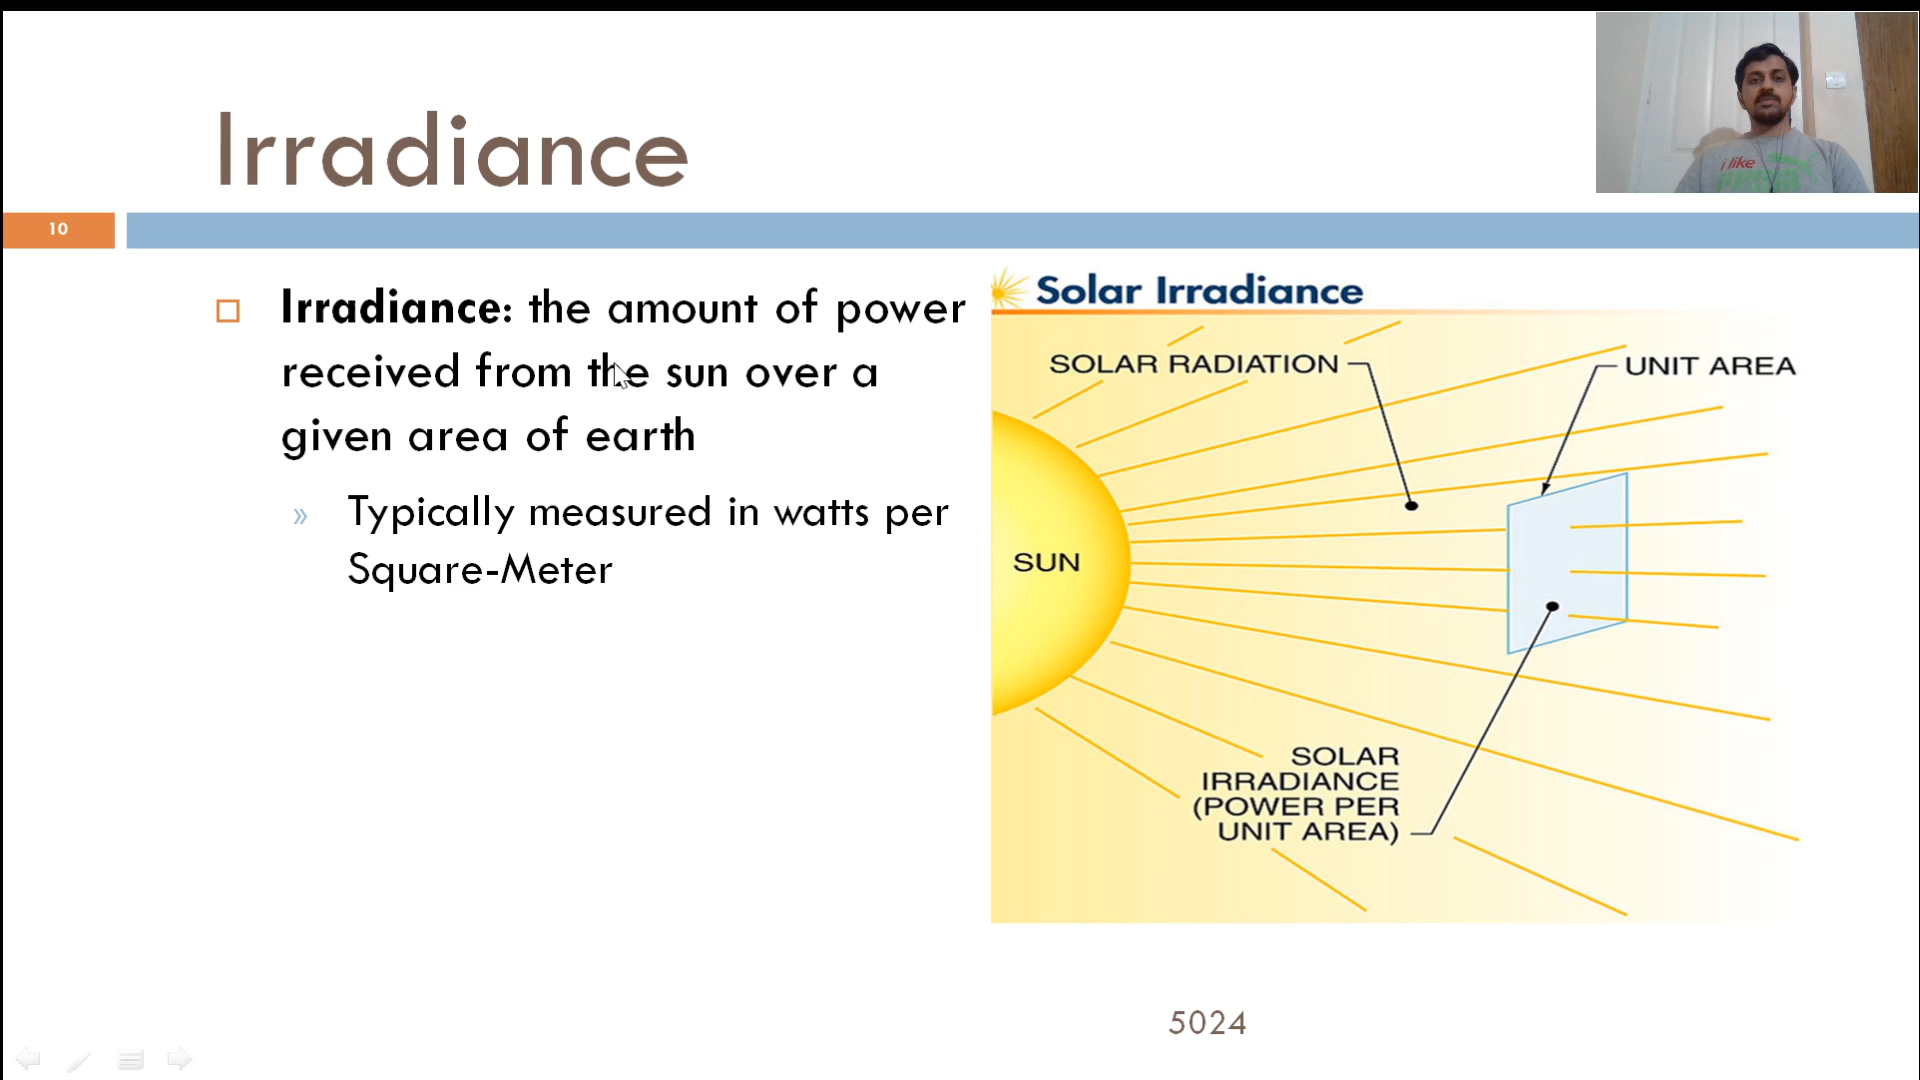 Irradiance
10
Irradiance: the amount of power
received from the sun over a
given area of earth
» Typically measured in watts per
Square-Meter
Solar Irradiance
SOLAR RADIATION
UNIT AREA
SUN
SOLAR
IRRADIANCE
(POWER PER
UNIT AREA)
5024
i like